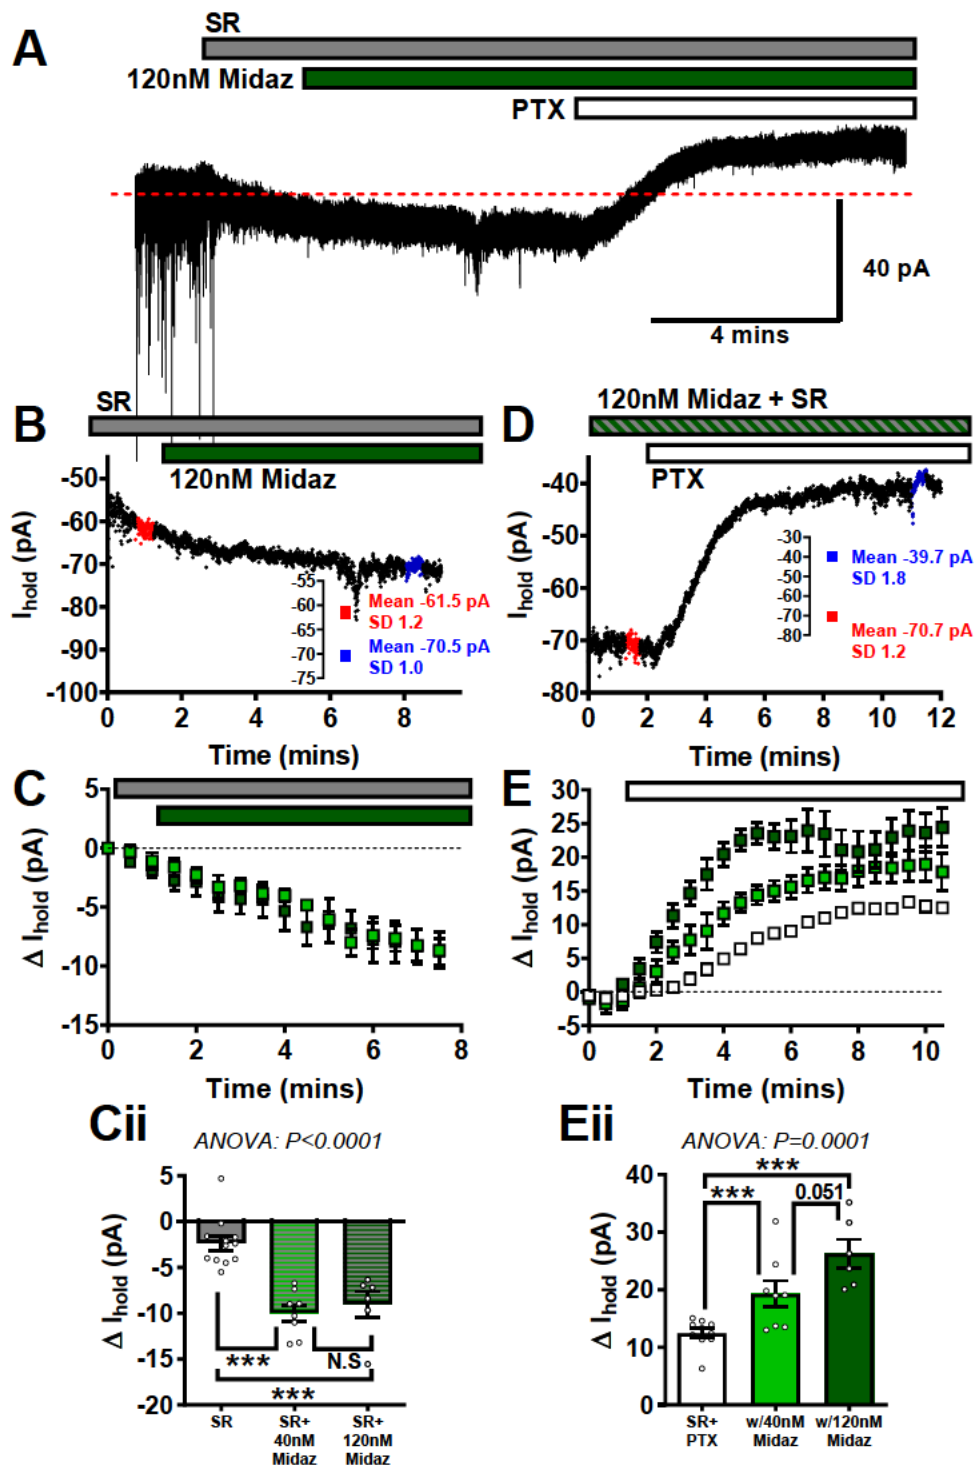 A
SR
120nM Midaz
PTX
40 pA
4 mins
B
SR
120nM Midaz
-50
-60
-70
-80
-90
-100
Ihold (pA)
-55
-60
-65
-70
-75
Mean -61.5 pA
SD 1.2
Mean -70.5 pA
SD 1.0
0 2 4 6 8
Time (mins)
D
120nM Midaz + SR
PTX
-40
-50
-60
-70
-80
Ihold (pA)
-30
-40
-50
-60
-70
-80
Mean -39.7 pA
SD 1.8
Mean -70.7 pA
SD 1.2
0 2 4 6 8 10 12
Time (mins)
C
5
0
-5
-10
-15
Δ Ihold (pA)
0 2 4 6 8
Time (mins)
E
30
25
20
15
10
5
0
-5
Δ Ihold (pA)
0 2 4 6 8 10
Time (mins)
Cii
ANOVA: P<0.0001
5
0
-5
-10
-15
-20
Δ Ihold (pA)
***
N.S
***
SR
SR+
40nM
Midaz
SR+
120nM
Midaz
Eii
ANOVA: P=0.0001
***
***
0.051
40
30
20
10
0
Δ Ihold (pA)
SR+
PTX
w/40nM
Midaz
w/120nM
Midaz